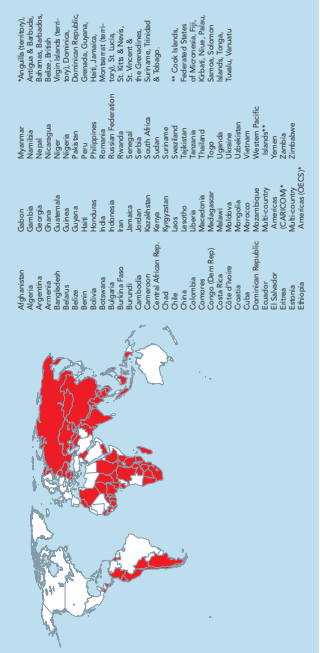 Afghanistan
Algeria
Argentina
Armenia
Bangladesh
Belarus
Belize
Benin
Bolivia
Botswana
Bulgaria
Burkina Faso
Burundi
Cambodia
Cameroon
Central African Rep.
Chad
Chile
China
Colombia
Comoros
Congo (Dem Rep)
Costa Rica
Côte d'Ivoire
Croatia
Cuba
Dominican Republic
Ecuador
El Salvador
Eritrea
Estonia
Ethiopia
Gabon
Gambia
Georgia
Ghana
Guatemala
Guinea
Guyana
Haiti
Honduras
India
Indonesia
Iran
Jamaica
Jordan
Kazakhstan
Kenya
Kyrgyzstan
Laos
Lesotho
Liberia
Macedonia
Madagascar
Malawi
Moldova
Mongolia
Morocco
Mozambique
Multi-country
Americas
(CARICOM)*
Multi-country
Americas (OECS)*
Myanmar
Namibia
Nepal
Nicaragua
Niger
Nigeria
Pakistan
Peru
Philippines
Romania
Russian Federation
Rwanda
Senegal
Serbia
South Africa
Sudan
Suriname
Swaziland
Tajikistan
Tanzania
Thailand
Togo
Uganda
Ukraine
Uzbekistan
Vietnam
Western Pacific
Islands**
Yemen
Zambia
Zimbabwe
*Anguilla (territory),
Antigua & Barbuda,
Bahamas, Barbados,
Belize, British
Virgin Islands (terri-
tory), Dominica,
Dominican Republic,
Grenada, Guyana,
Haiti, Jamaica,
Montserrat (terri-
tory), St. Lucia,
St. Kitts & Nevis,
St. Vincent &
the Grenadines,
Suriname, Trinidad
& Tobago.
** Cook Islands,
Federated States
of Micronesia, Fiji,
Kiribati, Niue, Palau,
Samoa, Solomon
Islands, Tonga,
Tuvalu, Vanuatu